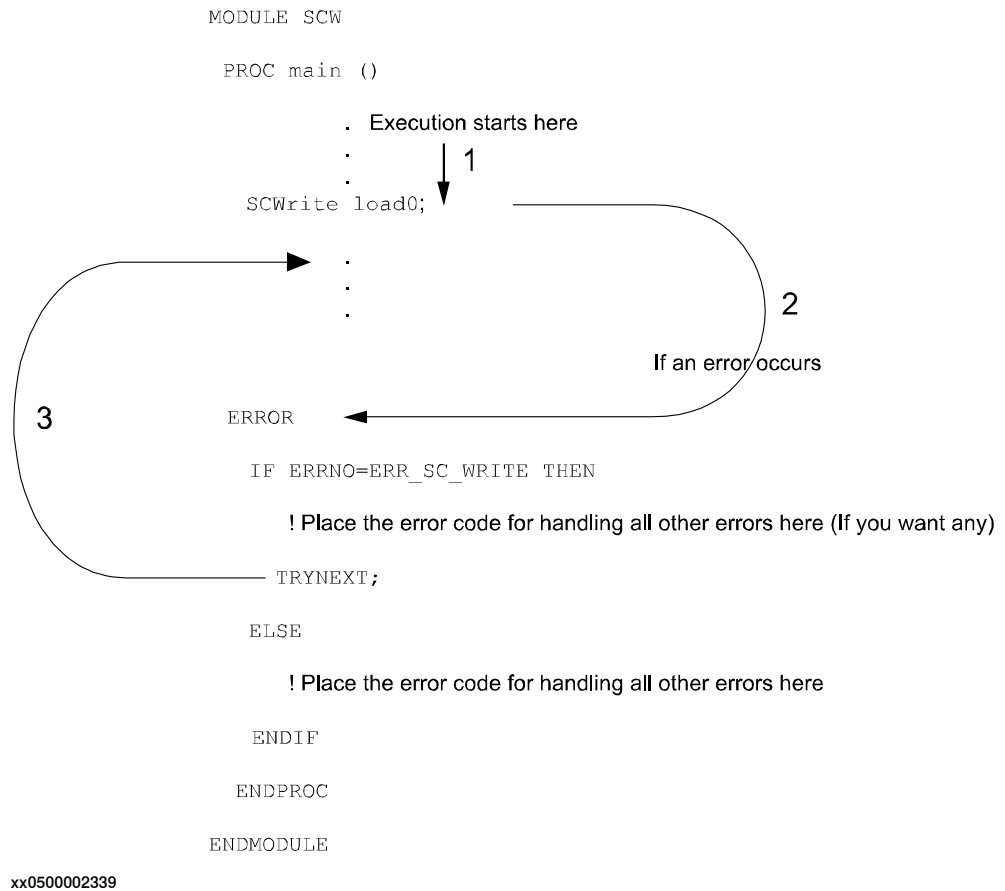 MODULE SCW
PROC main ()
. Execution starts here
. 1
.
SCWrite load0;
.
.
.
2
If an error occurs
3
ERROR
IF ERRNO=ERR_SC_WRITE THEN
! Place the error code for handling all other errors here (If you want any)
TRYNEXT;
ELSE
! Place the error code for handling all other errors here
ENDIF
ENDPROC
ENDMODULE
xx0500002339